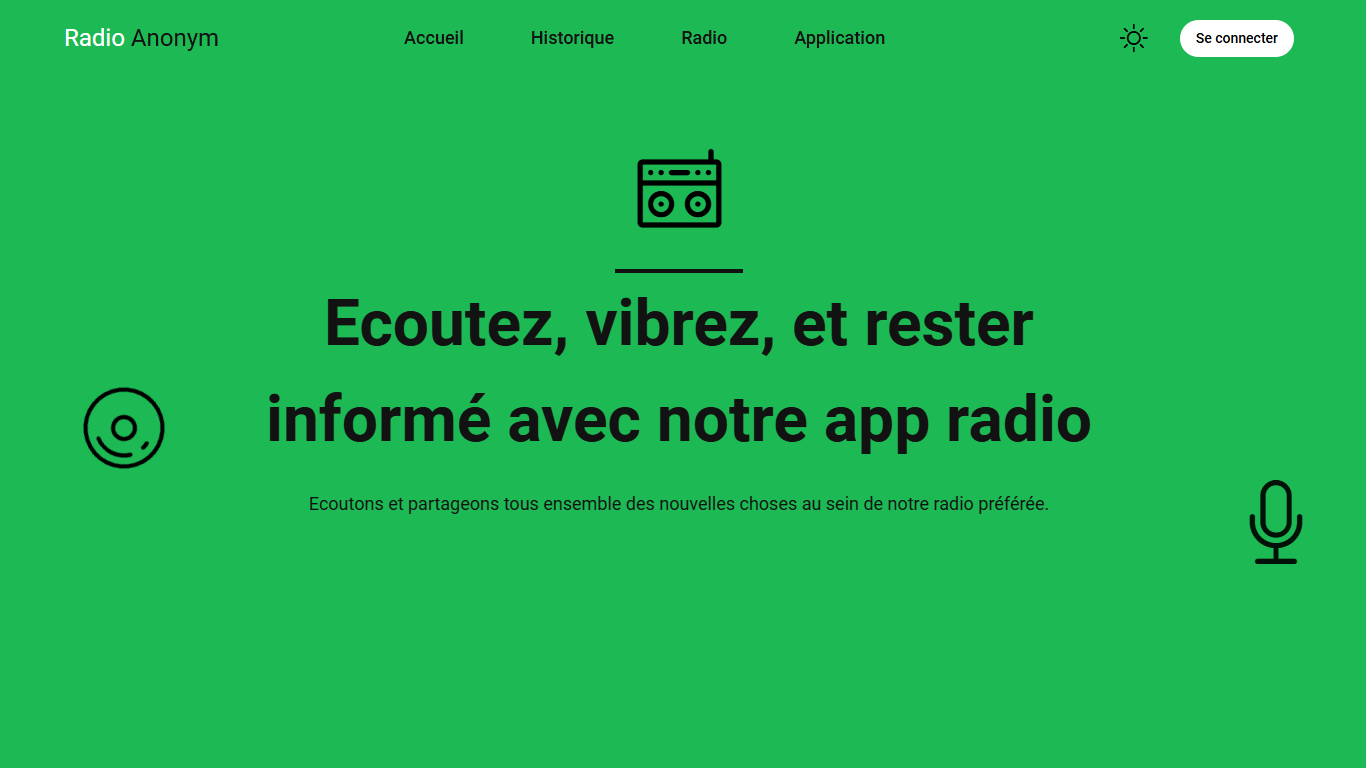 Radio Anonym
Accueil
Historique
Radio
Application
Se connecter
Ecoutez, vibrez, et rester
informé avec notre app radio
Ecoutons et partageons tous ensemble des nouvelles choses au sein de notre radio préférée.